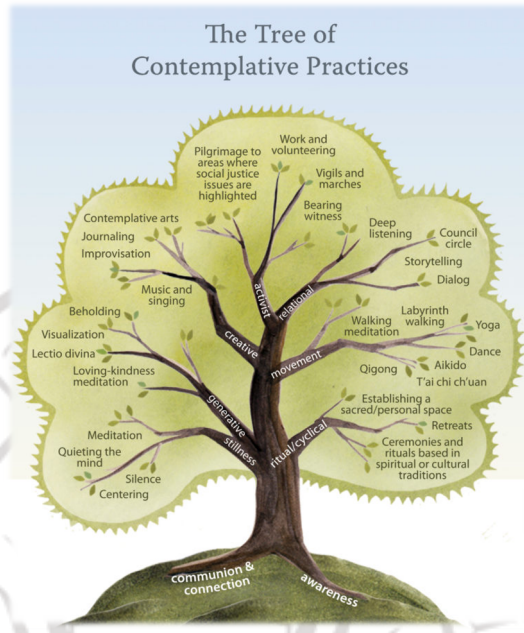 The Tree of
Contemplative Practices
Work and
volunteering
Pilgrimage to
areas where
social justice
issues are
highlighted
Vigils and
marches
Bearing
witness
Contemplative arts
Journaling
Improvisation
Music and
singing
Deep
listening
Council
circle
Storytelling
Dialog
activist
relational
creative
movement
Beholding
Visualization
Lectio divina
Loving-kindness
meditation
Walking
meditation
Labyrinth
walking
Yoga
Dance
Aikido
Qigong
T'ai chi ch'uan
generative
stillness
ritual/cyclical
Meditation
Quieting the
mind
Silence
Centering
Establishing a
sacred/personal space
Retreats
Ceremonies and
rituals based in
spiritual or cultural
traditions
communion &
connection
awareness